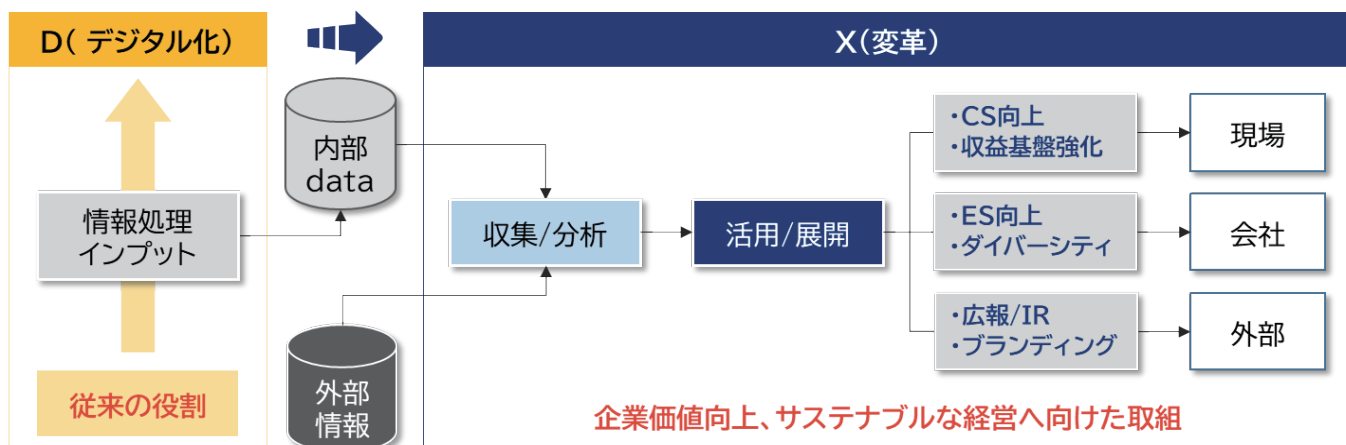 D( デジタル化)
X(変革)
内部
data
・CS向上
・収益基盤強化
現場
情報処理
インプット
収集/分析
活用/展開
・ES向上
・ダイバーシティ
会社
・広報/IR
・ブランディング
外部
従来の役割
外部
情報
企業価値向上、サステナブルな経営へ向けた取組